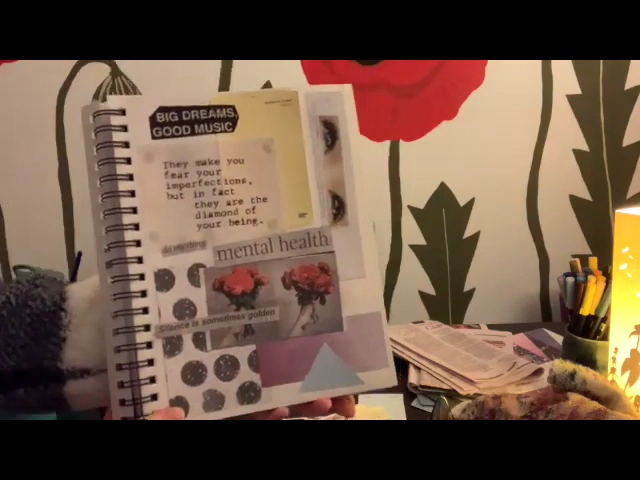 BIG DREAMS,
GOOD MUSIC
They make you
fear your
imperfections,
but in fact
they are the
diamond of
your being.
mental health
Silence is sometimes golden